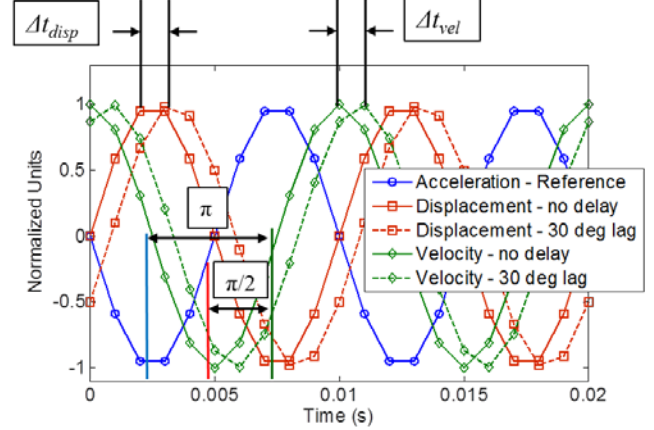 Δt_disp
Δt_vel
1
0.5
0
-0.5
-1
Normalized Units
π
π/2
Acceleration - Reference
Displacement - no delay
Displacement - 30 deg lag
Velocity - no delay
Velocity - 30 deg lag
0
0.005
0.01
0.015
0.02
Time (s)